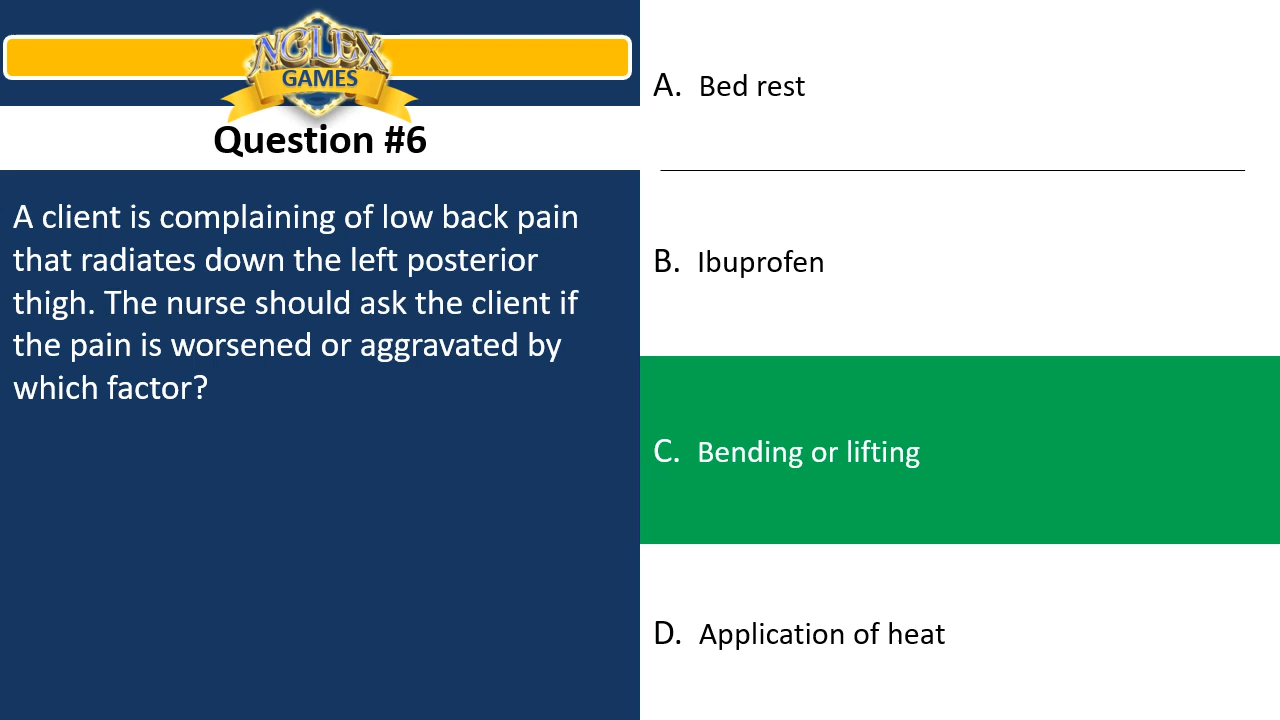 NCLEX
GAMES
Question #6
A client is complaining of low back pain
that radiates down the left posterior
thigh. The nurse should ask the client if
the pain is worsened or aggravated by
which factor?
A. Bed rest
B. Ibuprofen
C. Bending or lifting
D. Application of heat